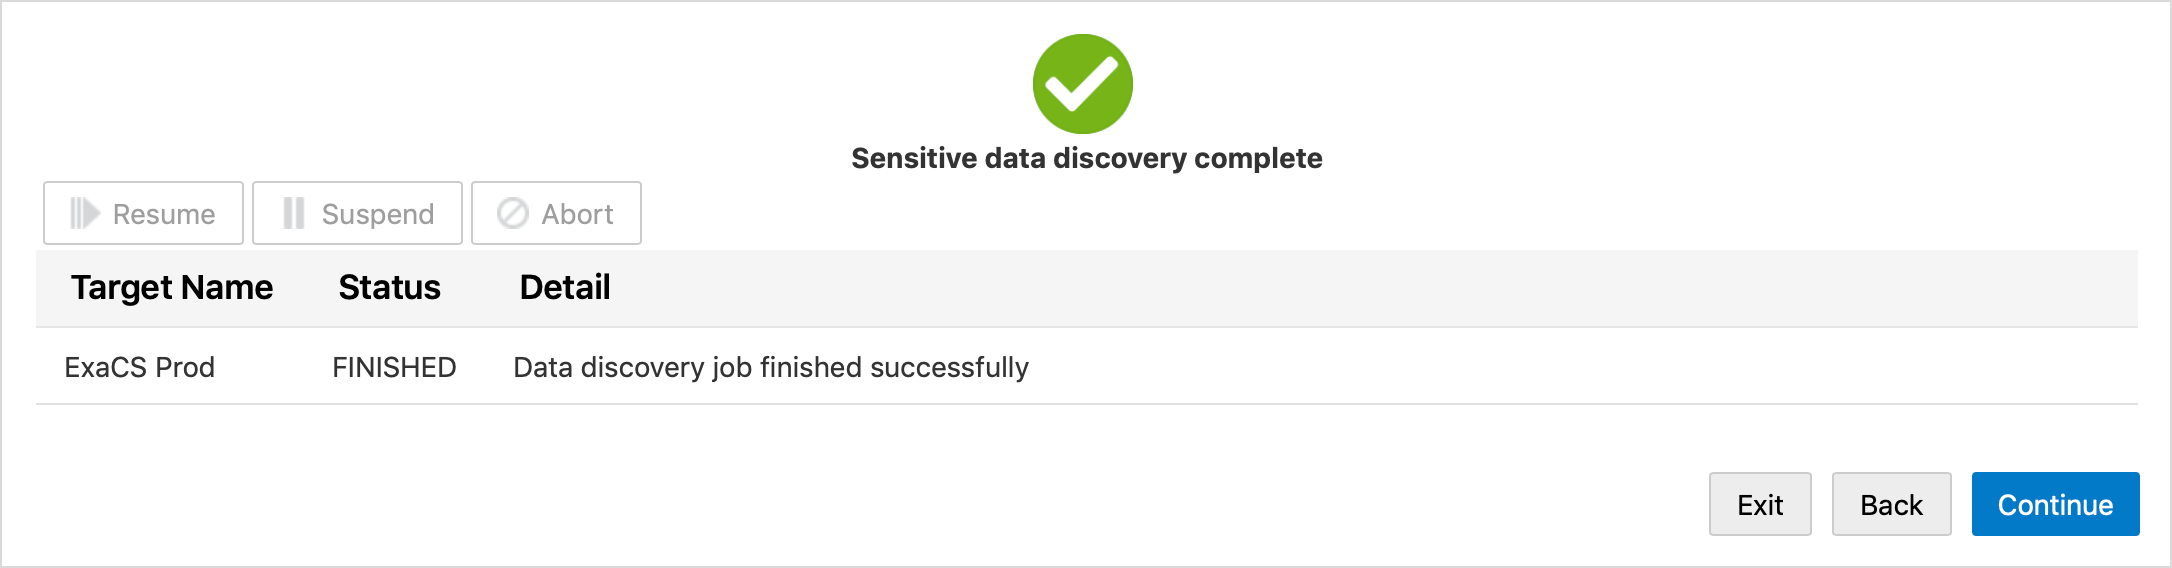 Sensitive data discovery complete
Resume Suspend Abort
Target Name Status Detail
ExaCS Prod FINISHED Data discovery job finished successfully
Exit Back Continue